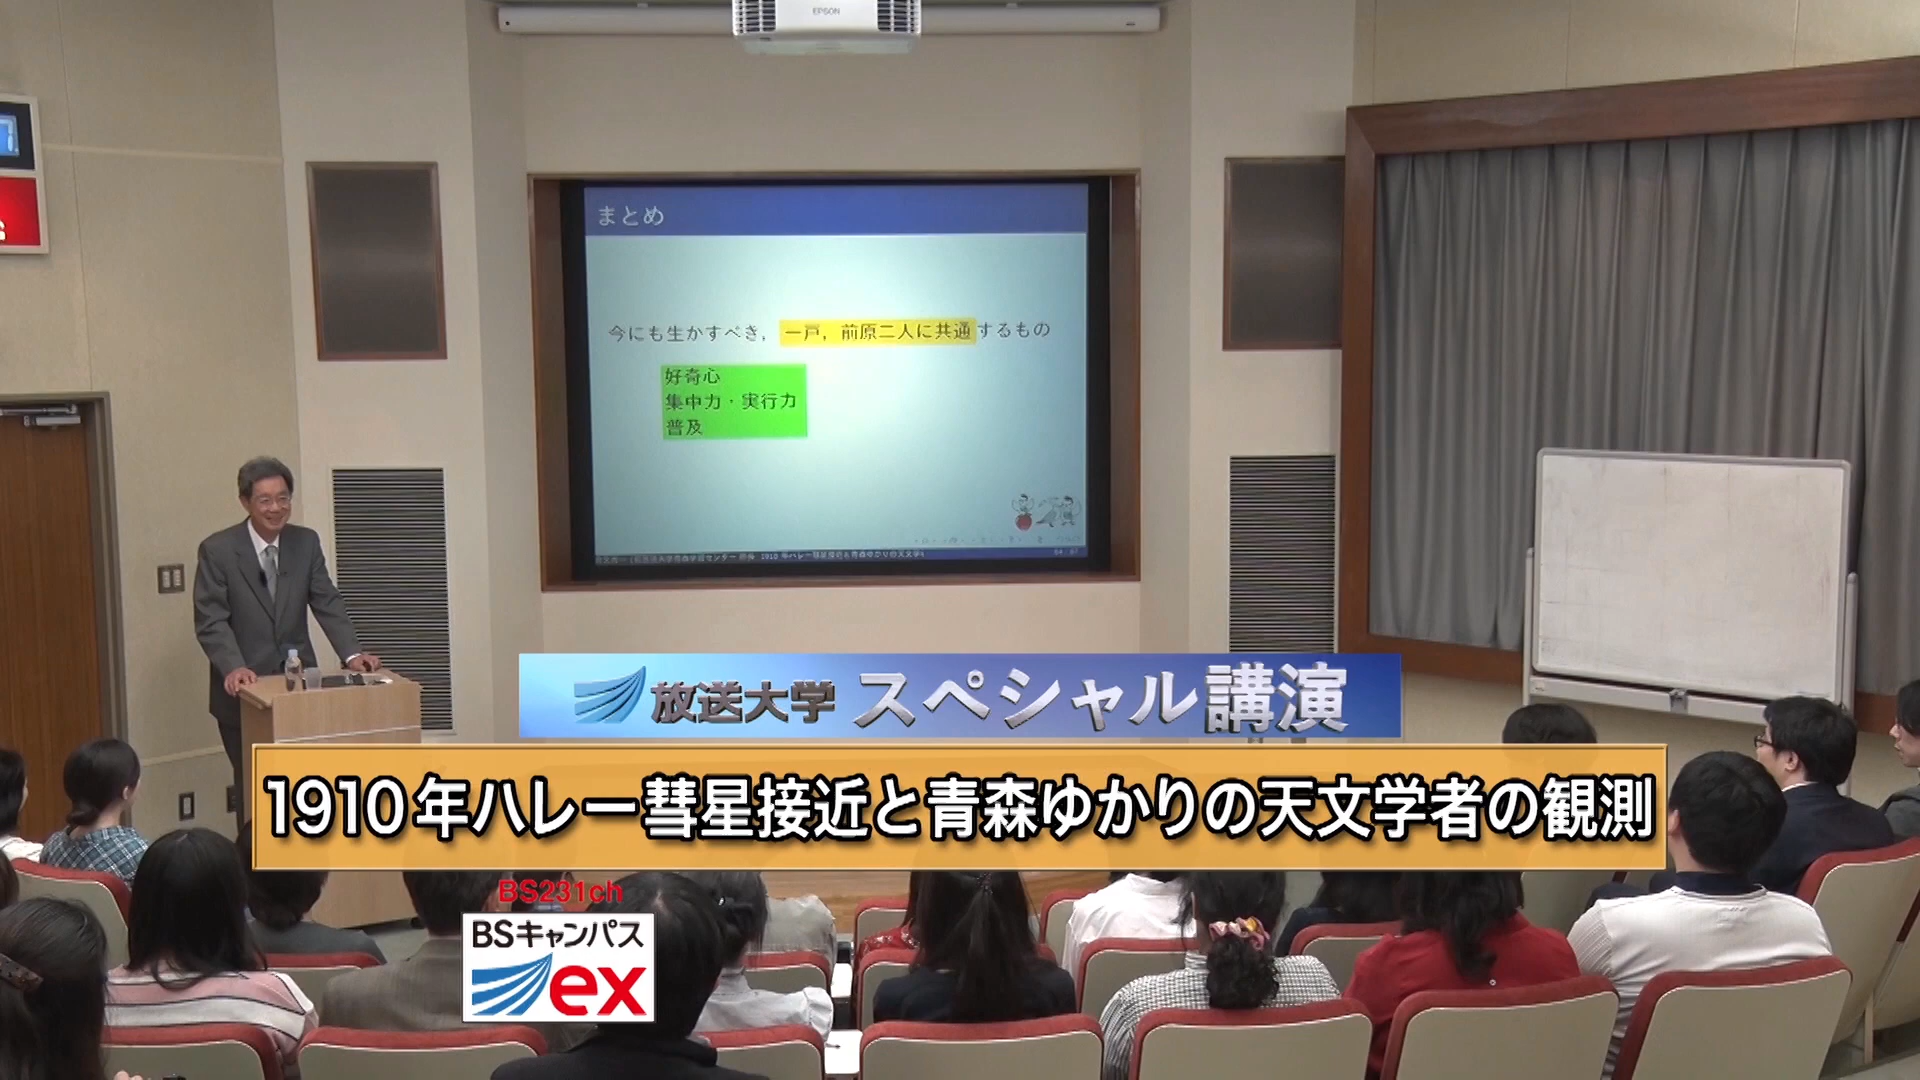 EPSON
まとめ
今にも生かすべき，一戸，前原二人に共通するもの
好奇心
集中力・実行力
普及
放送大学 スペシャル講演
1910年ハレー彗星接近と青森ゆかりの天文学者の観測
BS231ch
BSキャンパス
ex